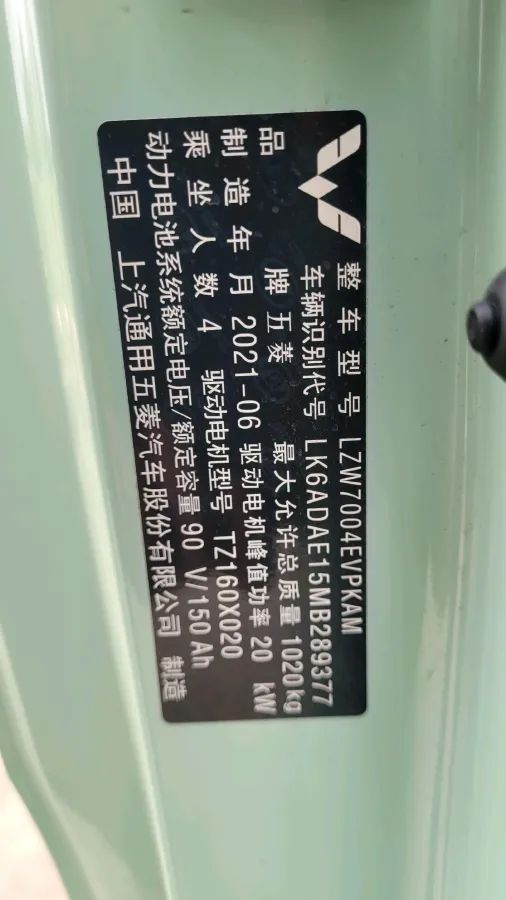 整车型号 LZW7004EVPKAM
车辆识别代号 LK6ADAE15MB289377
品牌 五菱 最大允许总质量 1020kg
制造年月 2021-06 驱动电机峰值功率 20 kW
乘坐人数 4 驱动电机型号 TZ160X020
动力电池系统额定电压/额定容量 90 V/150 Ah
中国 上汽通用五菱汽车股份有限公司 制造